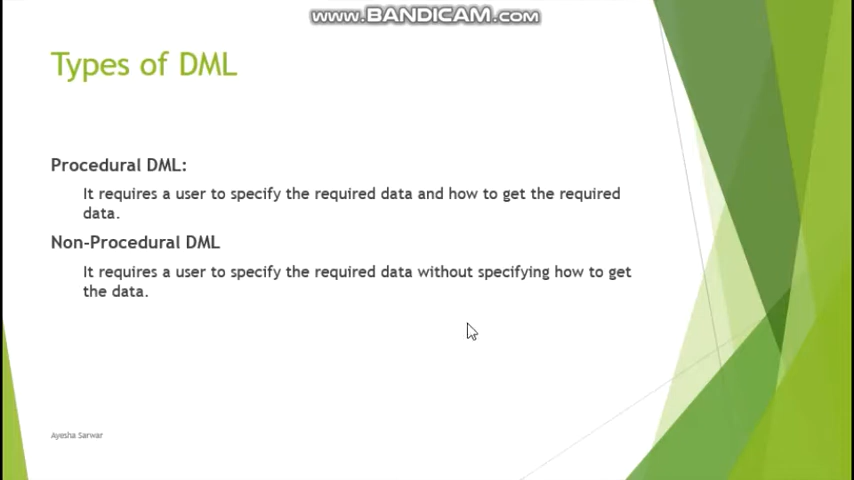 www.BANDICAM.com
Types of DML
Procedural DML:
It requires a user to specify the required data and how to get the required
data.
Non-Procedural DML
It requires a user to specify the required data without specifying how to get
the data.
Ayesha Sarwar